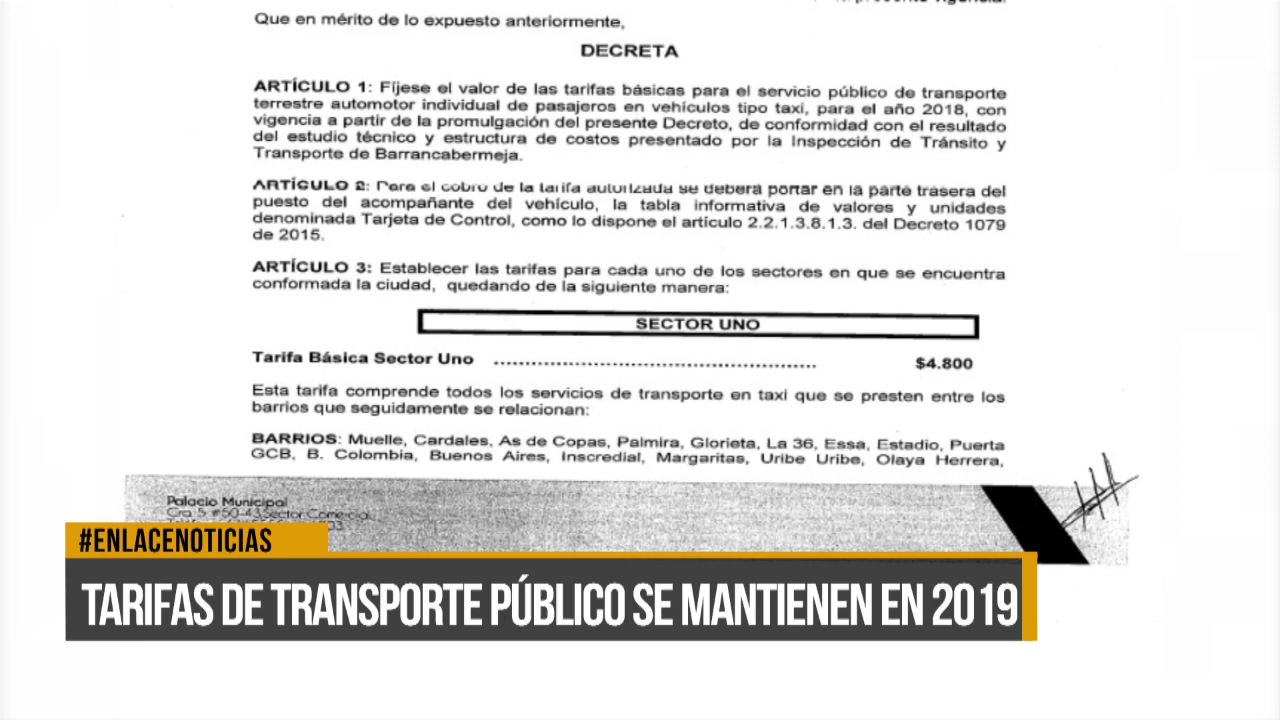 presente Agencia.
Que en mérito de lo expuesto anteriormente,
DECRETA
ARTÍCULO 1: Fíjese el valor de las tarifas básicas para el servicio público de transporte
terrestre automotor individual de pasajeros en vehículos tipo taxi, para el año 2018, con
vigencia a partir de la promulgación del presente Decreto, de conformidad con el resultado
del estudio técnico y estructura de costos presentado por la Inspección de Tránsito y
Transporte de Barrancabermeja.
ARTÍCULO 2: Para el cobro de la tarifa autorizada se deberá portar en la parte trasera del
puesto del acompañante del vehículo, la tabla informativa de valores y unidades
denominada Tarjeta de Control, como lo dispone el artículo 2.2.1.3.8.1.3. del Decreto 1079
de 2015.
ARTÍCULO 3: Establecer las tarifas para cada uno de los sectores en que se encuentra
conformada la ciudad, quedando de la siguiente manera:
SECTOR UNO
Tarifa Básica Sector Uno ................................................. $4.800
Esta tarifa comprende todos los servicios de transporte en taxi que se presten entre los
barrios que seguidamente se relacionan:
BARRIOS: Muelle, Cardales, As de Copas, Palmira, Glorieta, La 36, Essa, Estadio, Puerta
GCB, B. Colombia, Buenos Aires, Inscredial, Margaritas, Uribe Uribe, Olaya Herrera,
Palacio Municipal
Cra 5 #50-43 Sector Comercial
#ENLACENOTICIAS
TARIFAS DE TRANSPORTE PÚBLICO SE MANTIENEN EN 2019